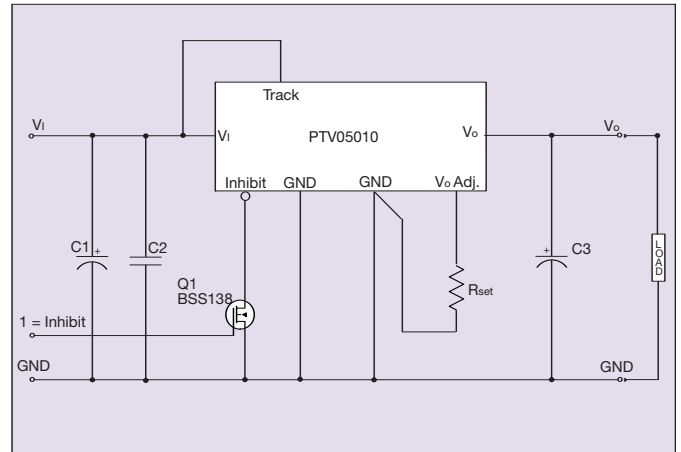 Track
VI
VI
PTV05010
Vo
Vo
Inhibit
GND
GND
Vo Adj.
C1
+
C2
+
C3
LOAD
Q1
BSS138
Rset
1 = Inhibit
GND
GND